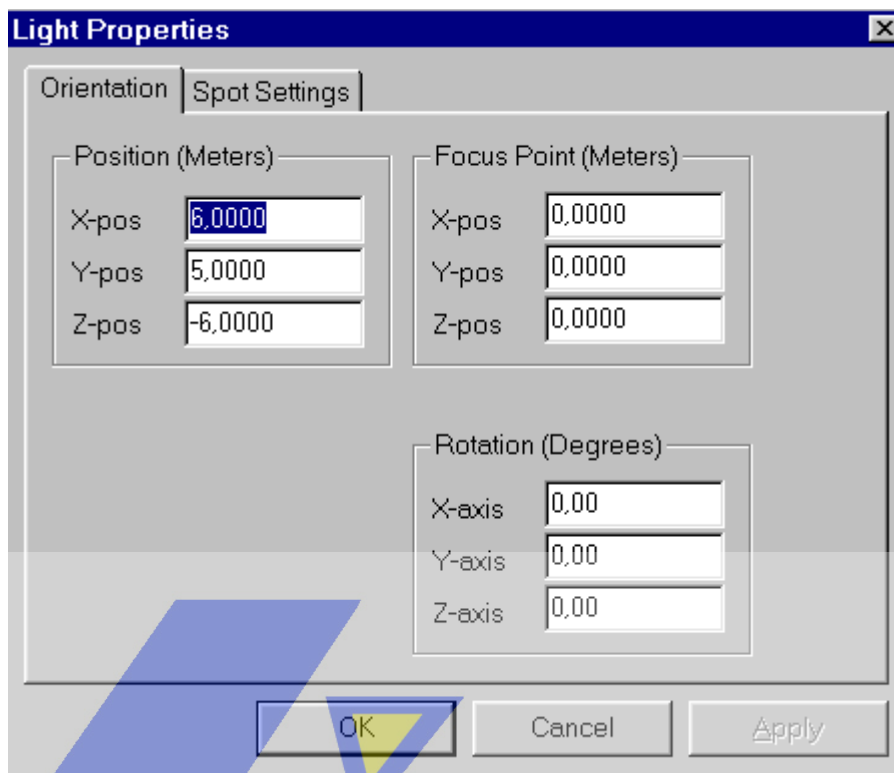 Light Properties
Orientation
Spot Settings
Position (Meters)
X-pos 6,0000
Y-pos 5,0000
Z-pos -6,0000
Focus Point (Meters)
X-pos 0,0000
Y-pos 0,0000
Z-pos 0,0000
Rotation (Degrees)
X-axis 0,00
Y-axis 0,00
Z-axis 0,00
OK
Cancel
Apply